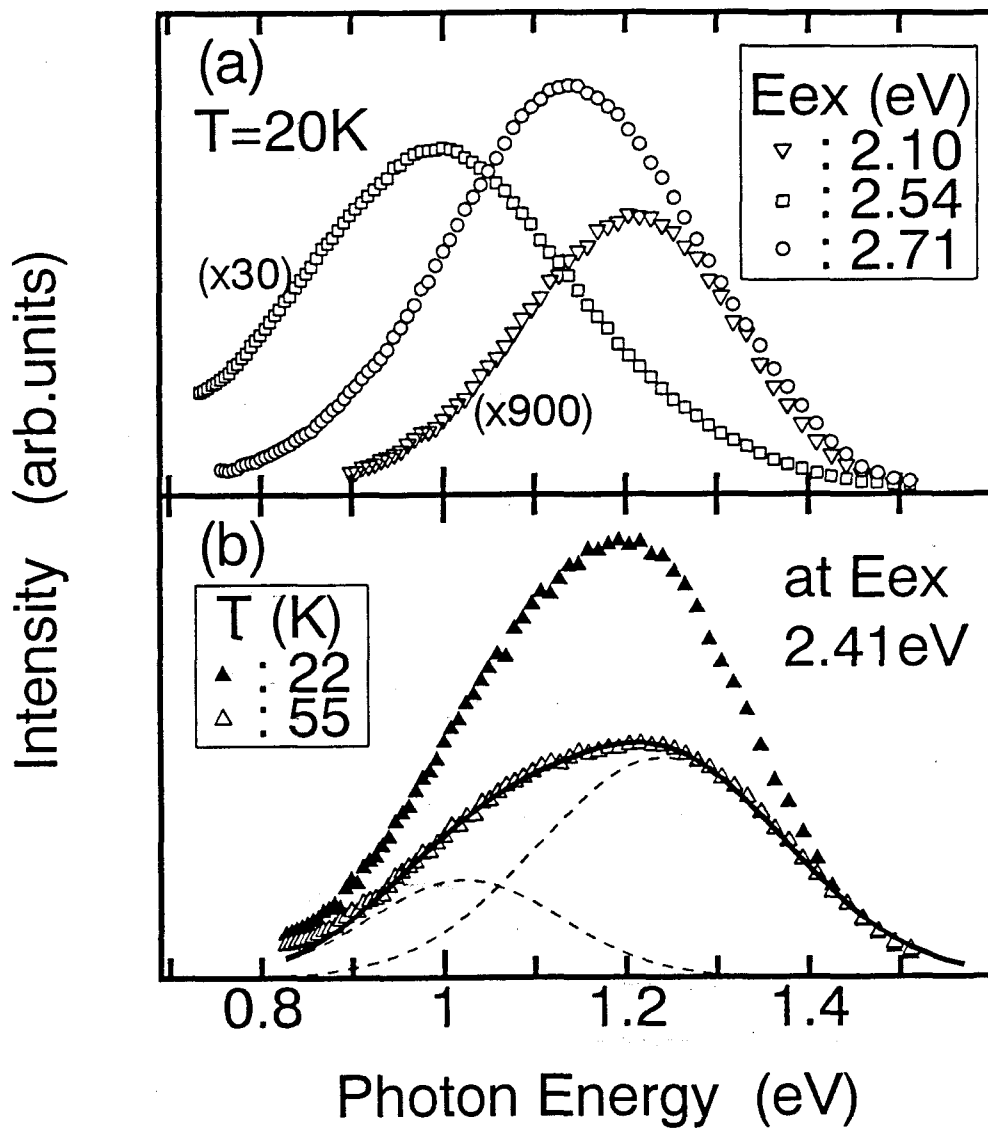 (a)
T=20K
Eex (eV)
▽ : 2.10
□ : 2.54
○ : 2.71
(x30)
(x900)
(b)
T (K)
▲ : 22
△ : 55
at Eex
2.41eV
0.8 1 1.2 1.4
Photon Energy (eV)
Intensity (arb.units)